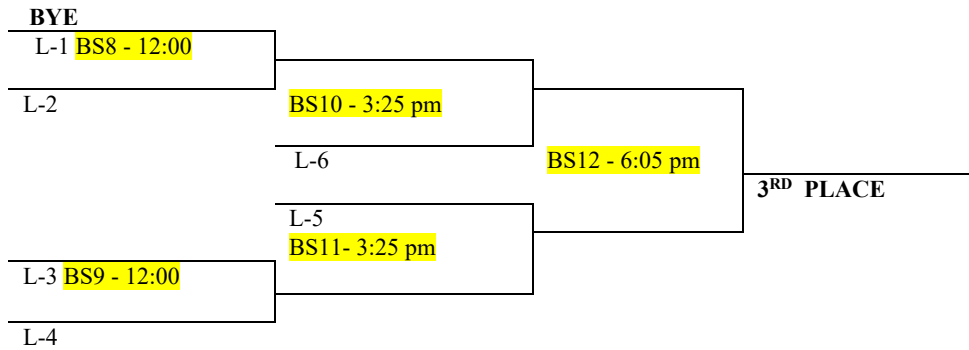 BYE
L-1 BS8 - 12:00
L-2
BS10 - 3:25 pm
L-6
BS12 - 6:05 pm
3RD PLACE
L-5
BS11- 3:25 pm
L-3 BS9 - 12:00
L-4